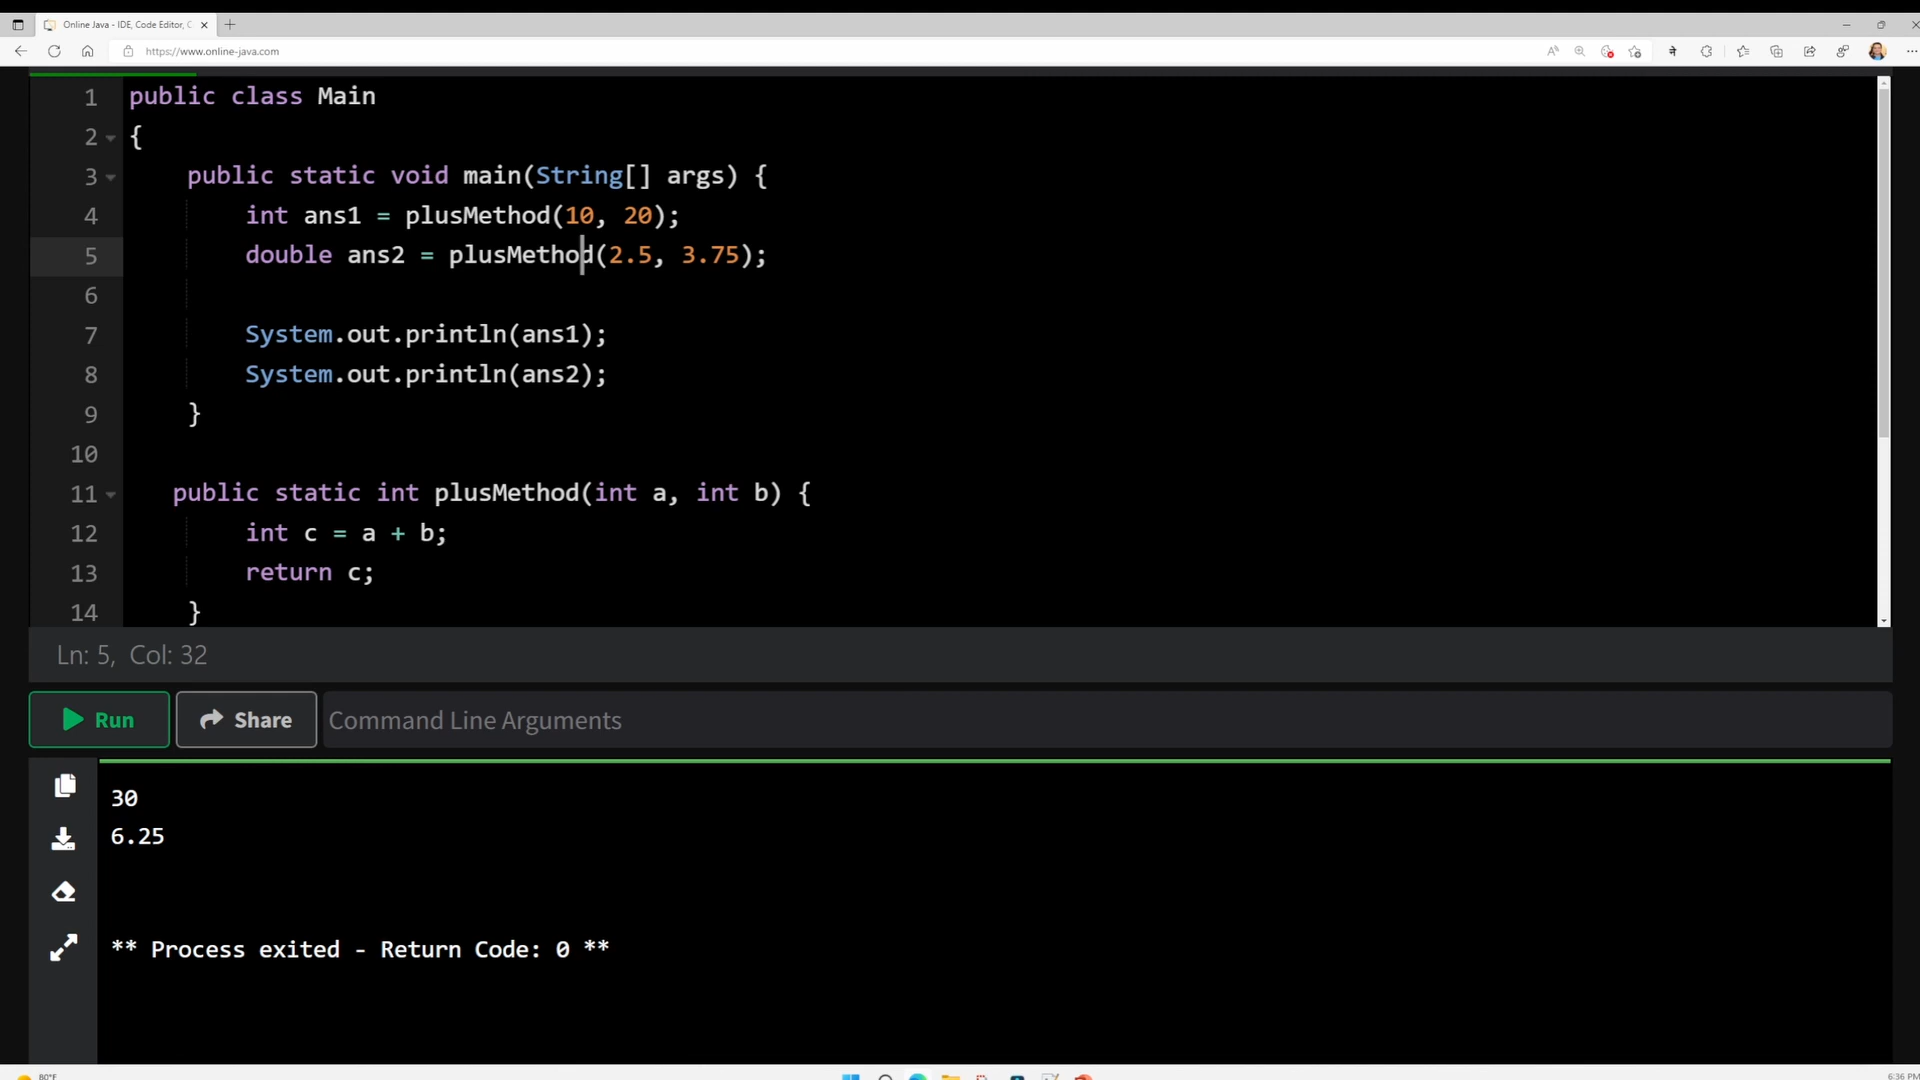 Online Java - IDE, Code Editor, C
https://www.online-java.com
1 public class Main
2 {
3 public static void main(String[] args) {
4 int ans1 = plusMethod(10, 20);
5 double ans2 = plusMethod(2.5, 3.75);
6
7 System.out.println(ans1);
8 System.out.println(ans2);
9 }
10
11 public static int plusMethod(int a, int b) {
12 int c = a + b;
13 return c;
14 }
Ln: 5, Col: 32
Run Share Command Line Arguments
30
6.25
** Process exited - Return Code: 0 **
80°F
6:36 PM